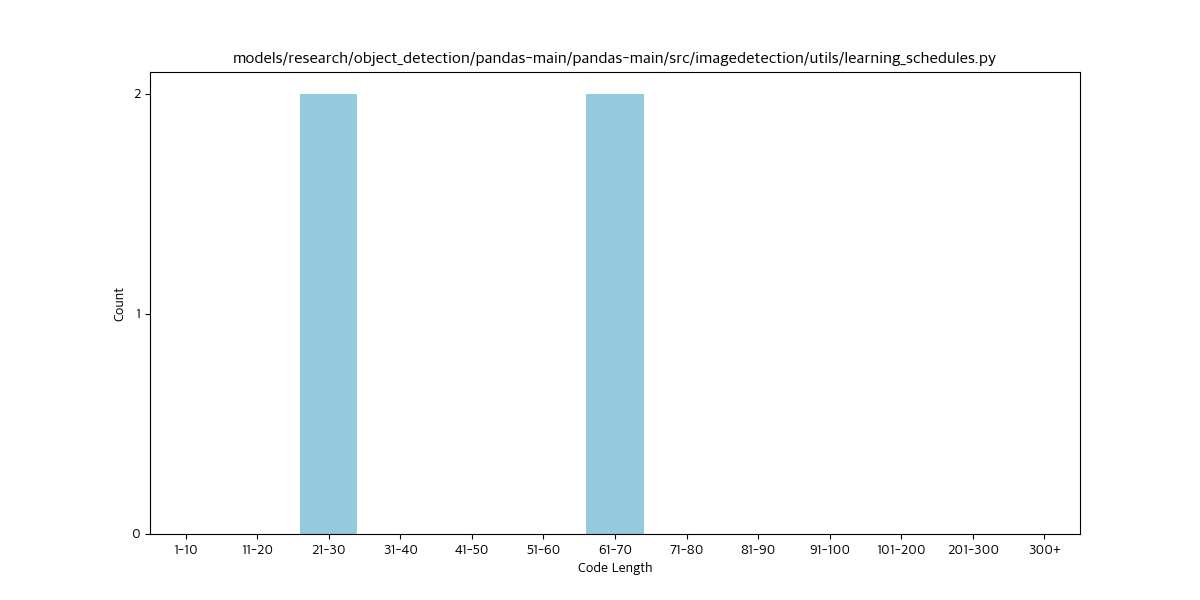 models/research/object_detection/pandas-main/pandas-main/src/imagedetection/utils/learning_schedules.py
2
1
0
Count
1-10 11-20 21-30 31-40 41-50 51-60 61-70 71-80 81-90 91-100 101-200 201-300 300+
Code Length